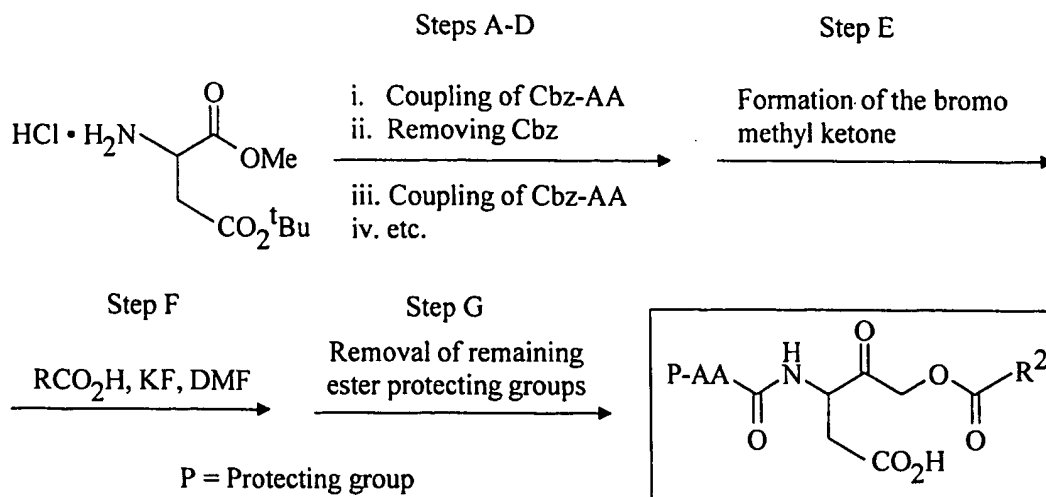 Steps A-D
Step E
HCl • H₂N
O
OMe
CO₂ᵗBu
i. Coupling of Cbz-AA
ii. Removing Cbz
iii. Coupling of Cbz-AA
iv. etc.
Formation of the bromo
methyl ketone
Step F
RCO₂H, KF, DMF
Step G
Removal of remaining
ester protecting groups
P-AA
O
H
N
O
O
O
R²
CO₂H
P = Protecting group